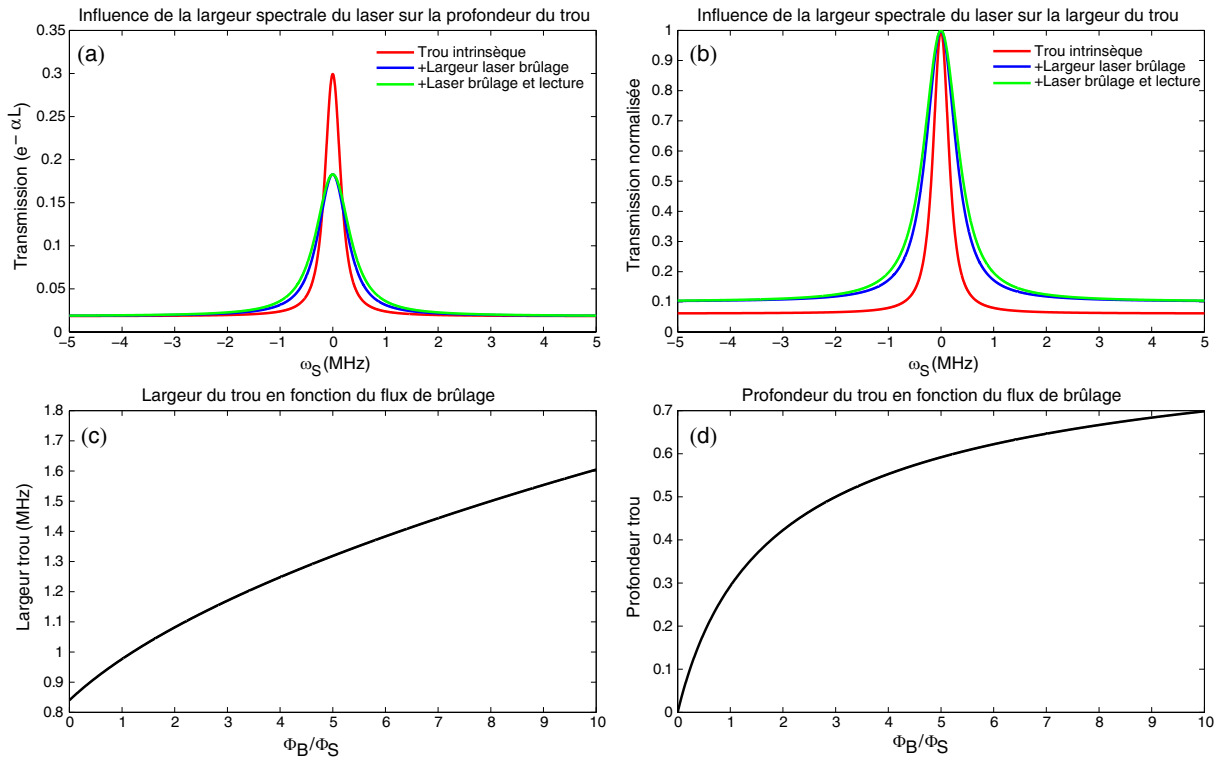 Influence de la largeur spectrale du laser sur la profondeur du trou
(a)
Trou intrinsèque
+Largeur laser brûlage
+Laser brûlage et lecture
Transmission (e− αL)
0.35
0.3
0.25
0.2
0.15
0.1
0.05
0
−5 −4 −3 −2 −1 0 1 2 3 4 5
ωS(MHz)
Influence de la largeur spectrale du laser sur la largeur du trou
(b)
Trou intrinsèque
+Largeur laser brûlage
+Laser brûlage et lecture
Transmission normalisée
1
0.9
0.8
0.7
0.6
0.5
0.4
0.3
0.2
0.1
0
−5 −4 −3 −2 −1 0 1 2 3 4 5
ωS(MHz)
Largeur du trou en fonction du flux de brûlage
(c)
Largeur trou (MHz)
1.8
1.7
1.6
1.5
1.4
1.3
1.2
1.1
1
0.9
0.8
0 1 2 3 4 5 6 7 8 9 10
ΦB/ΦS
Profondeur du trou en fonction du flux de brûlage
(d)
Profondeur trou
0.7
0.6
0.5
0.4
0.3
0.2
0.1
0
0 1 2 3 4 5 6 7 8 9 10
ΦB/ΦS